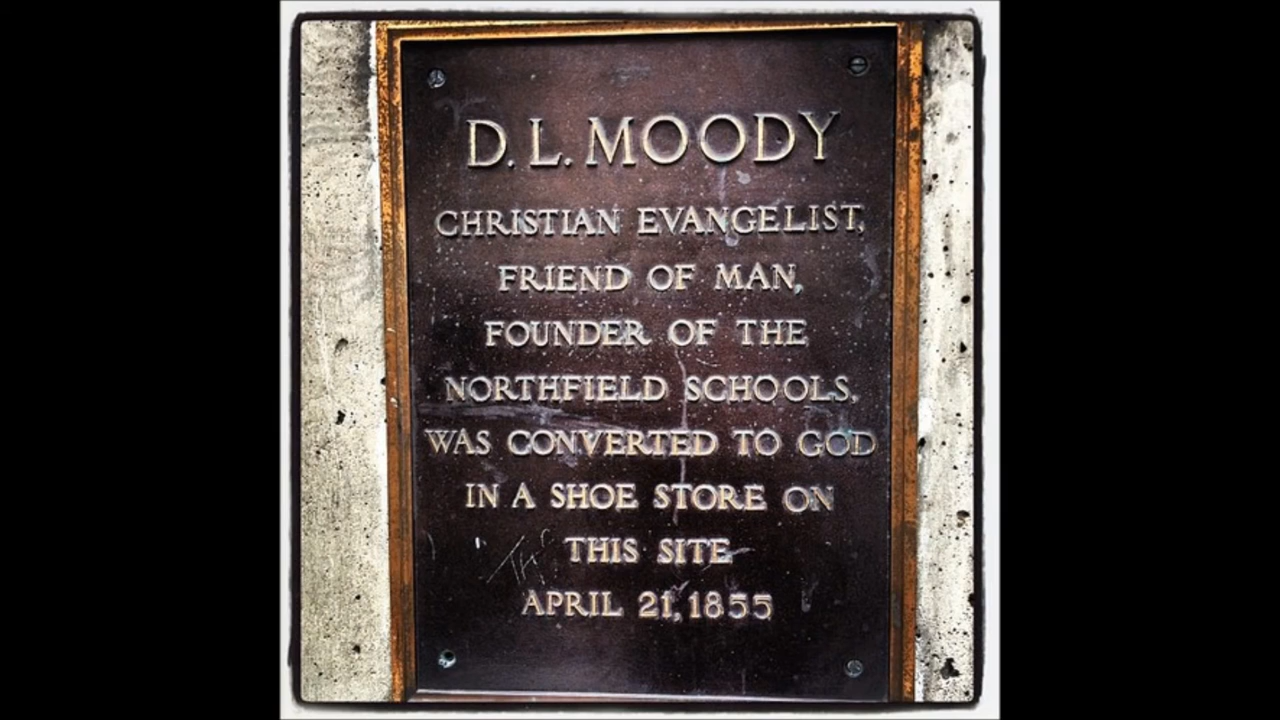 D. L. MOODY
CHRISTIAN EVANGELIST,
FRIEND OF MAN,
FOUNDER OF THE
NORTHFIELD SCHOOLS,
WAS CONVERTED TO GOD
IN A SHOE STORE ON
THIS SITE
APRIL 21, 1855